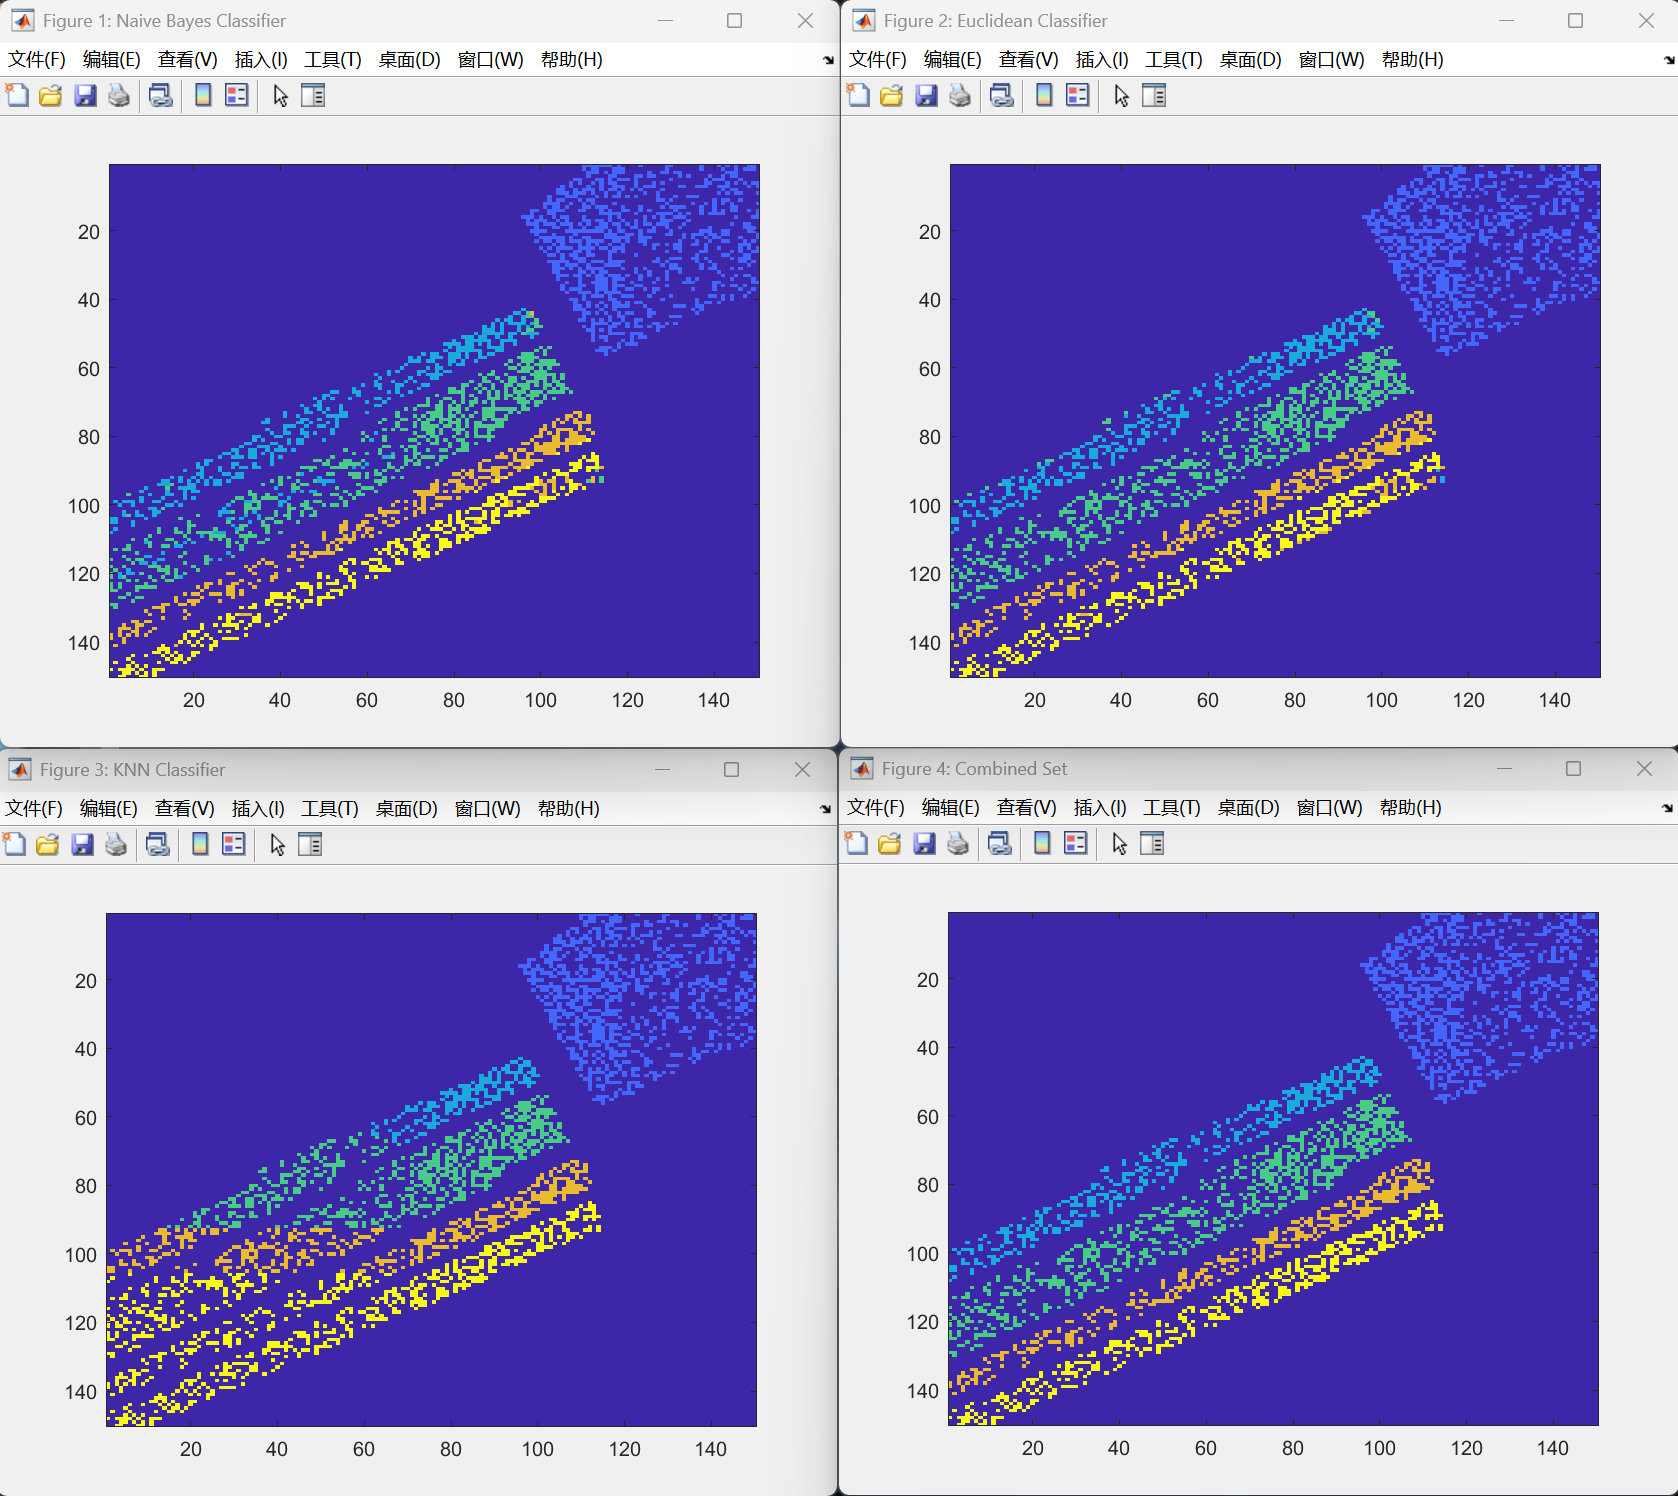 Figure 1: Naive Bayes Classifier
文件(F) 编辑(E) 查看(V) 插入(I) 工具(T) 桌面(D) 窗口(W) 帮助(H)
20
40
60
80
100
120
140
20 40 60 80 100 120 140
Figure 2: Euclidean Classifier
文件(F) 编辑(E) 查看(V) 插入(I) 工具(T) 桌面(D) 窗口(W) 帮助(H)
20
40
60
80
100
120
140
20 40 60 80 100 120 140
Figure 3: KNN Classifier
文件(F) 编辑(E) 查看(V) 插入(I) 工具(T) 桌面(D) 窗口(W) 帮助(H)
20
40
60
80
100
120
140
20 40 60 80 100 120 140
Figure 4: Combined Set
文件(F) 编辑(E) 查看(V) 插入(I) 工具(T) 桌面(D) 窗口(W) 帮助(H)
20
40
60
80
100
120
140
20 40 60 80 100 120 140